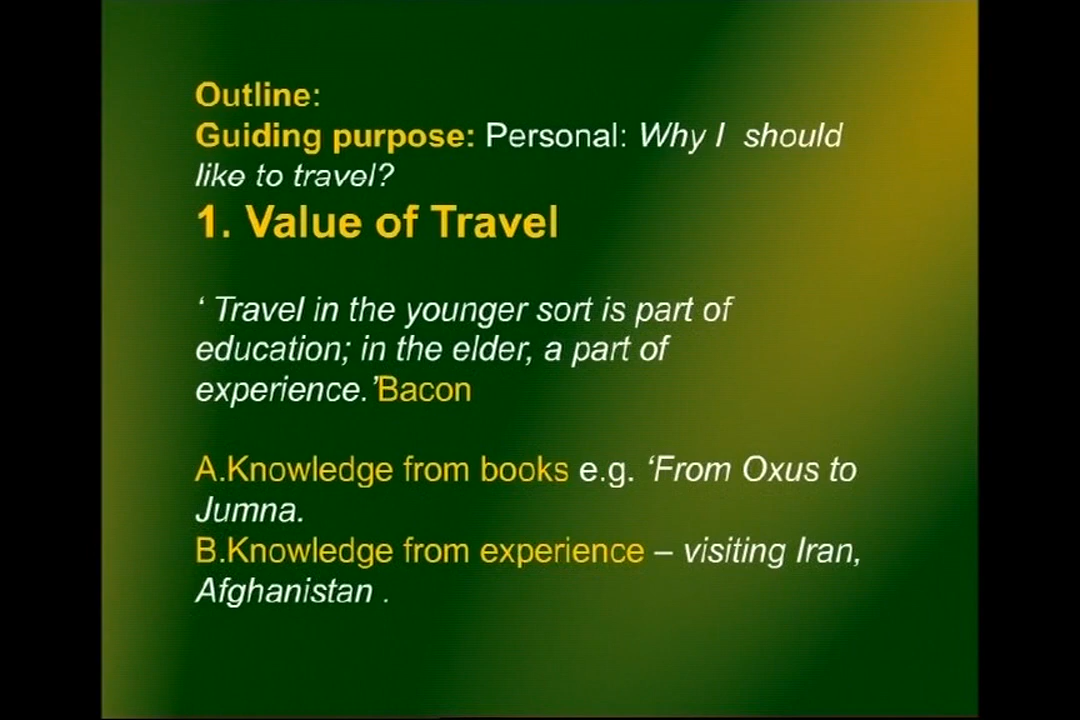 Outline:
Guiding purpose: Personal: Why I should
like to travel?
1. Value of Travel
‘ Travel in the younger sort is part of
education; in the elder, a part of
experience.’Bacon
A.Knowledge from books e.g. ‘From Oxus to
Jumna.
B.Knowledge from experience – visiting Iran,
Afghanistan .